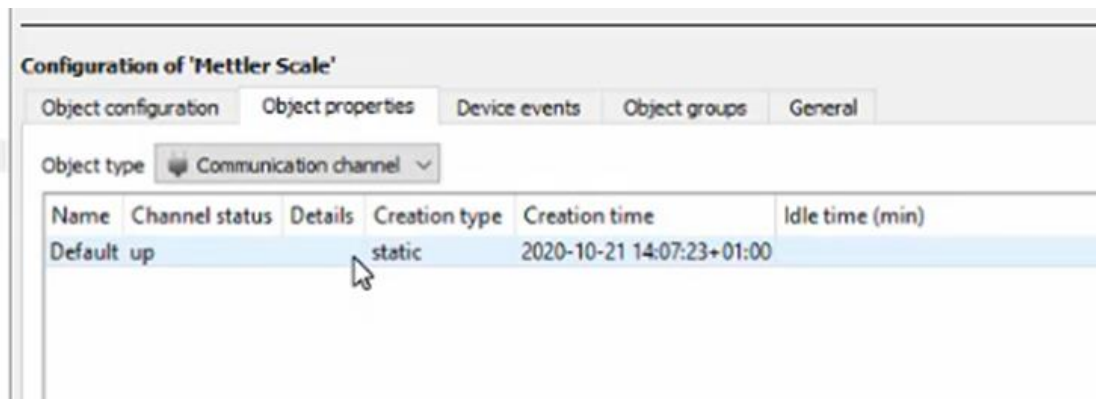 Configuration of 'Mettler Scale'
Object configuration Object properties Device events Object groups General
Object type Communication channel
Name Channel status Details Creation type Creation time Idle time (min)
Default up static 2020-10-21 14:07:23+01:00